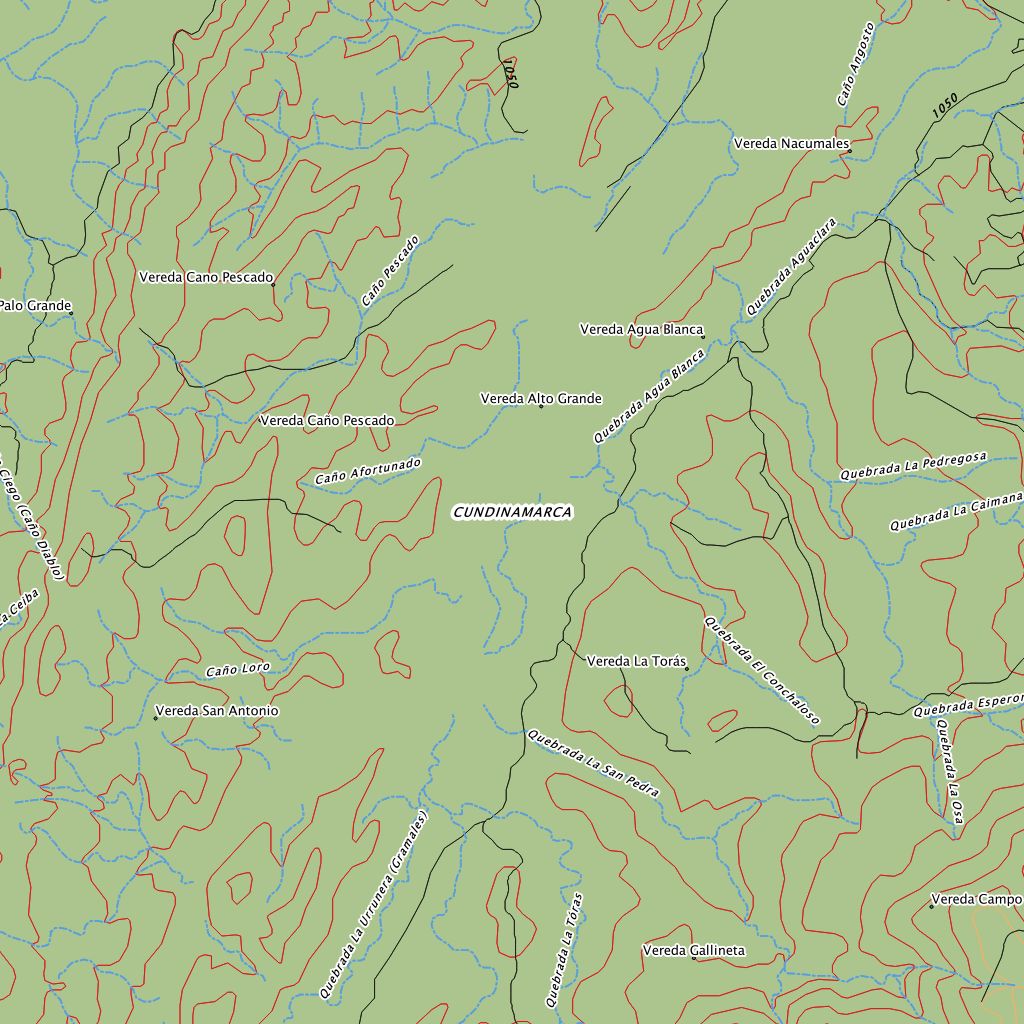 Caño Angosto
1050
1050
Vereda Nacumales
Quebrada Aguaclara
Caño Pescado
Vereda Cano Pescado
Palo Grande
Vereda Agua Blanca
Quebrada Agua Blanca
Vereda Alto Grande
Vereda Caño Pescado
Caño Afortunado
Quebrada La Pedregosa
Quebrada La Caimana
CUNDINAMARCA
Ciego (Caño Diablo)
La Ceiba
Quebrada El Conchaloso
Caño Loro
Vereda La Torás
Vereda San Antonio
Quebrada Esperon
Quebrada La Osa
Quebrada La San Pedra
Quebrada La Urrunera (Gramales)
Quebrada La Tóras
Vereda Campo
Vereda Gallineta